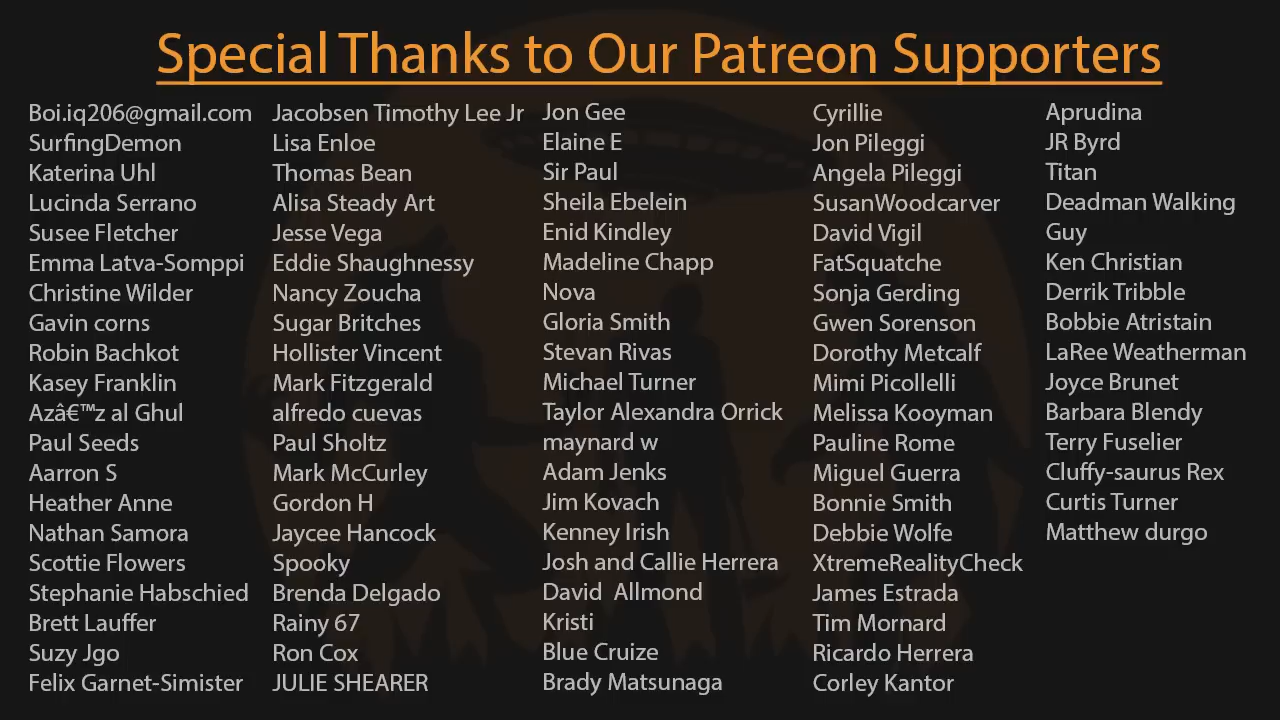 Special Thanks to Our Patreon Supporters
Boi.iq206@gmail.com
SurfingDemon
Katerina Uhl
Lucinda Serrano
Susee Fletcher
Emma Latva-Somppi
Christine Wilder
Gavin corns
Robin Bachkot
Kasey Franklin
Azâ€™z al Ghul
Paul Seeds
Aarron S
Heather Anne
Nathan Samora
Scottie Flowers
Stephanie Habschied
Brett Lauffer
Suzy Jgo
Felix Garnet-Simister
Jacobsen Timothy Lee Jr
Lisa Enloe
Thomas Bean
Alisa Steady Art
Jesse Vega
Eddie Shaughnessy
Nancy Zoucha
Sugar Britches
Hollister Vincent
Mark Fitzgerald
alfredo cuevas
Paul Sholtz
Mark McCurley
Gordon H
Jaycee Hancock
Spooky
Brenda Delgado
Rainy 67
Ron Cox
JULIE SHEARER
Jon Gee
Elaine E
Sir Paul
Sheila Ebelein
Enid Kindley
Madeline Chapp
Nova
Gloria Smith
Stevan Rivas
Michael Turner
Taylor Alexandra Orrick
maynard w
Adam Jenks
Jim Kovach
Kenney Irish
Josh and Callie Herrera
David  Allmond
Kristi
Blue Cruize
Brady Matsunaga
Cyrillie
Jon Pileggi
Angela Pileggi
SusanWoodcarver
David Vigil
FatSquatche
Sonja Gerding
Gwen Sorenson
Dorothy Metcalf
Mimi Picollelli
Melissa Kooyman
Pauline Rome
Miguel Guerra
Bonnie Smith
Debbie Wolfe
XtremeRealityCheck
James Estrada
Tim Mornard
Ricardo Herrera
Corley Kantor
Aprudina
JR Byrd
Titan
Deadman Walking
Guy
Ken Christian
Derrik Tribble
Bobbie Atristain
LaRee Weatherman
Joyce Brunet
Barbara Blendy
Terry Fuselier
Cluffy-saurus Rex
Curtis Turner
Matthew durgo